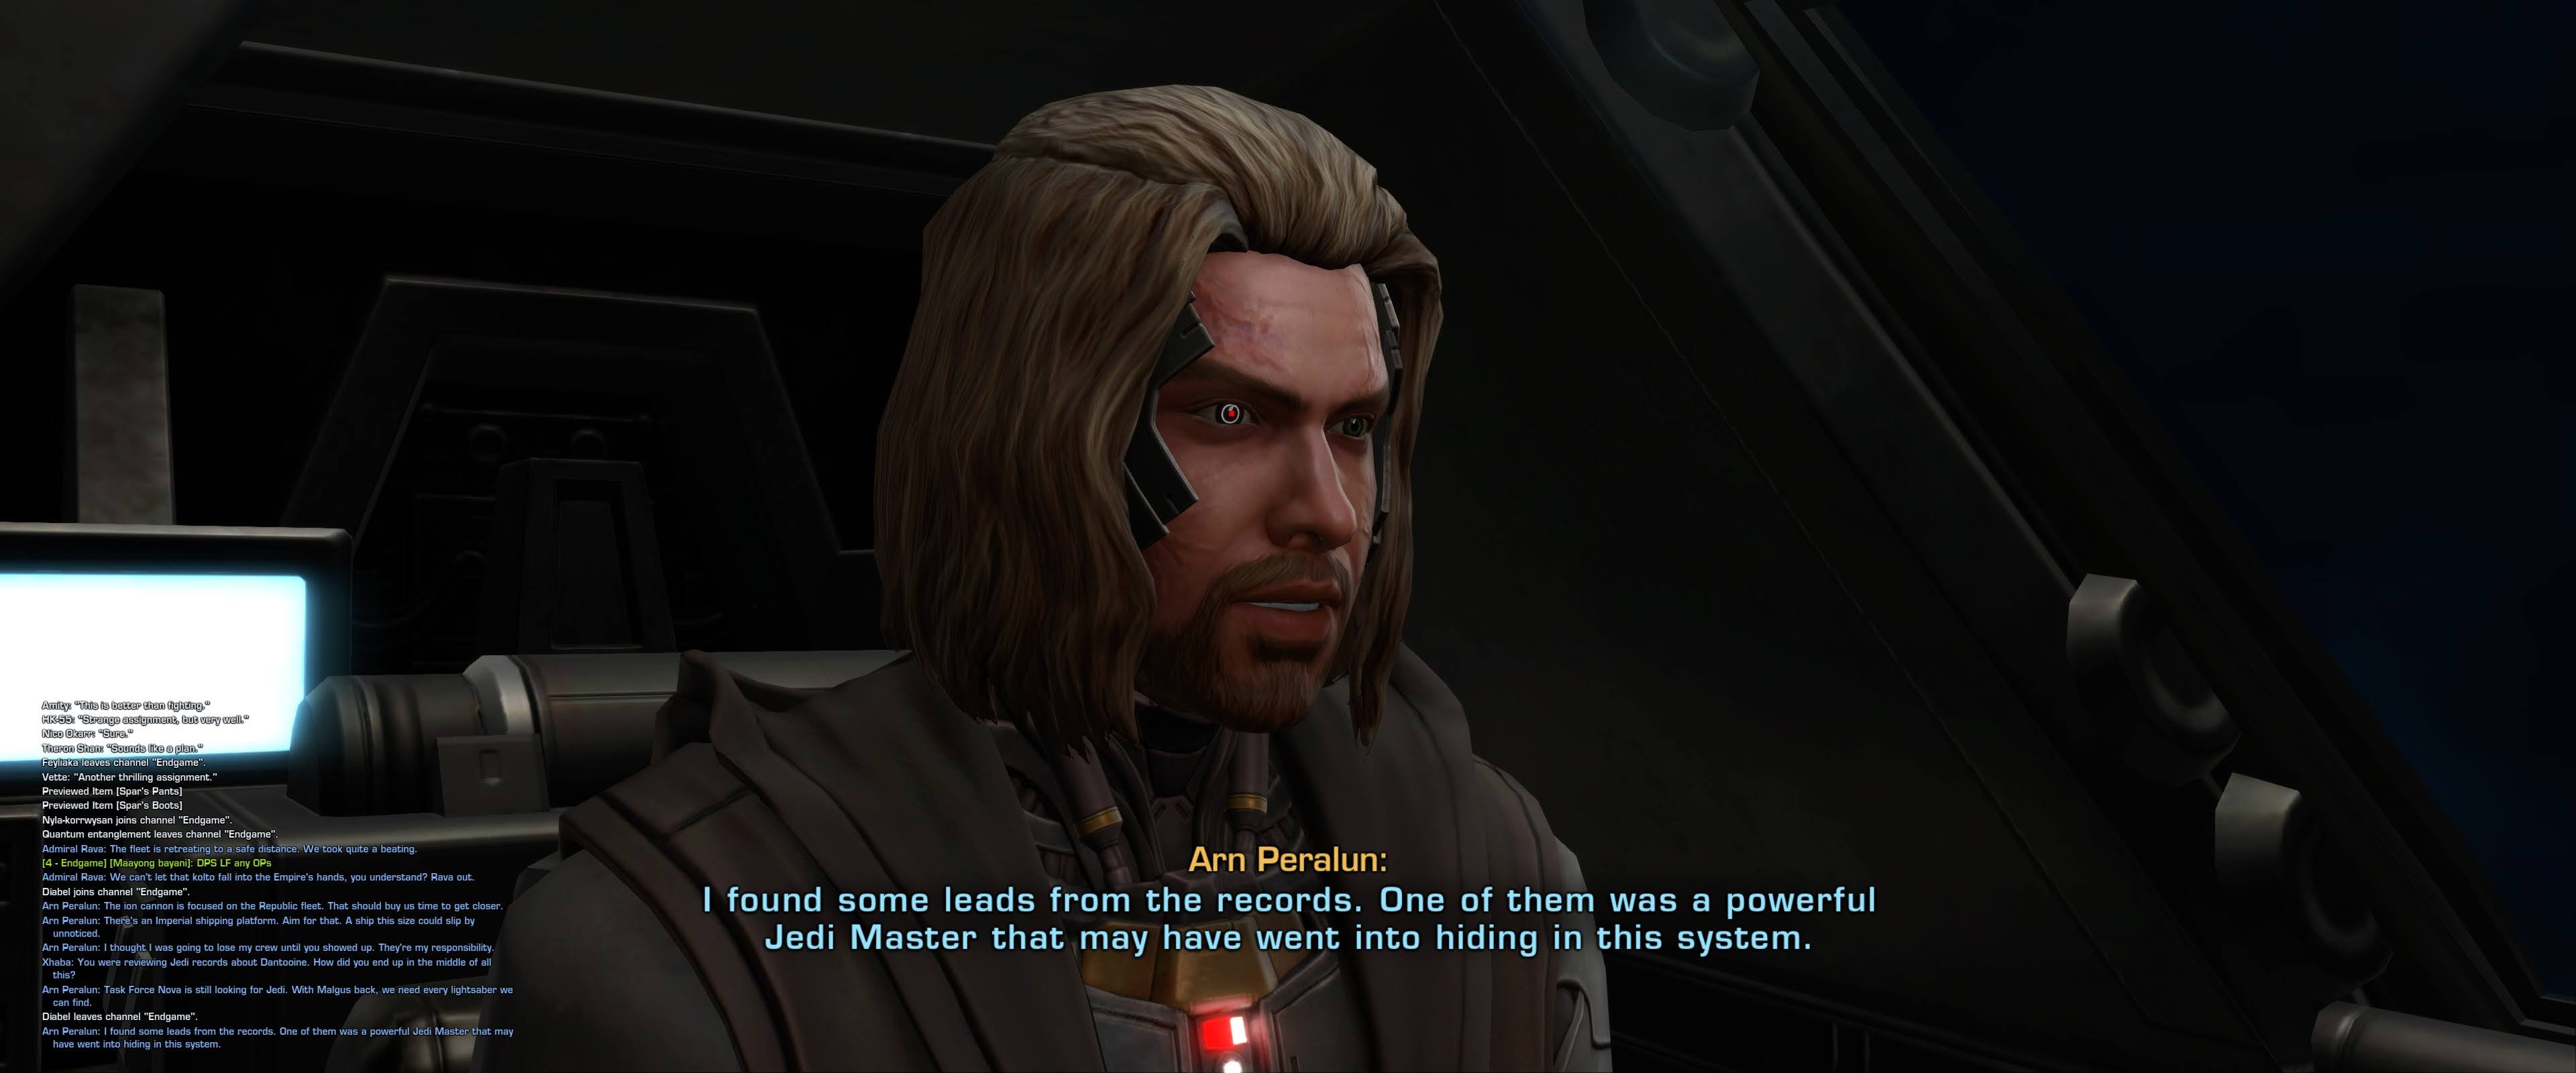 Amity: "This is better than fighting."
HK-55: "Strange assignment, but very well."
Nico Okarr: "Sure."
Theron Shan: "Sounds like a plan."
Feyliaka leaves channel "Endgame".
Vette: "Another thrilling assignment."
Previewed Item [Spar's Pants]
Previewed Item [Spar's Boots]
Nyla-korrwysan joins channel "Endgame".
Quantum entanglement leaves channel "Endgame".
Admiral Rava: The fleet is retreating to a safe distance. We took quite a beating.
[4 - Endgame] [Maayong bayani]: DPS LF any OPs
Admiral Rava: We can't let that kolto fall into the Empire's hands, you understand? Rava out.
Diabel joins channel "Endgame".
Arn Peralun: The ion cannon is focused on the Republic fleet. That should buy us time to get closer.
Arn Peralun: There's an Imperial shipping platform. Aim for that. A ship this size could slip by
unnoticed.
Arn Peralun: I thought I was going to lose my crew until you showed up. They're my responsibility.
Xhaba: You were reviewing Jedi records about Dantooine. How did you end up in the middle of all
this?
Arn Peralun: Task Force Nova is still looking for Jedi. With Malgus back, we need every lightsaber we
can find.
Diabel leaves channel "Endgame".
Arn Peralun: I found some leads from the records. One of them was a powerful Jedi Master that may
have went into hiding in this system.
Arn Peralun:
I found some leads from the records. One of them was a powerful
Jedi Master that may have went into hiding in this system.